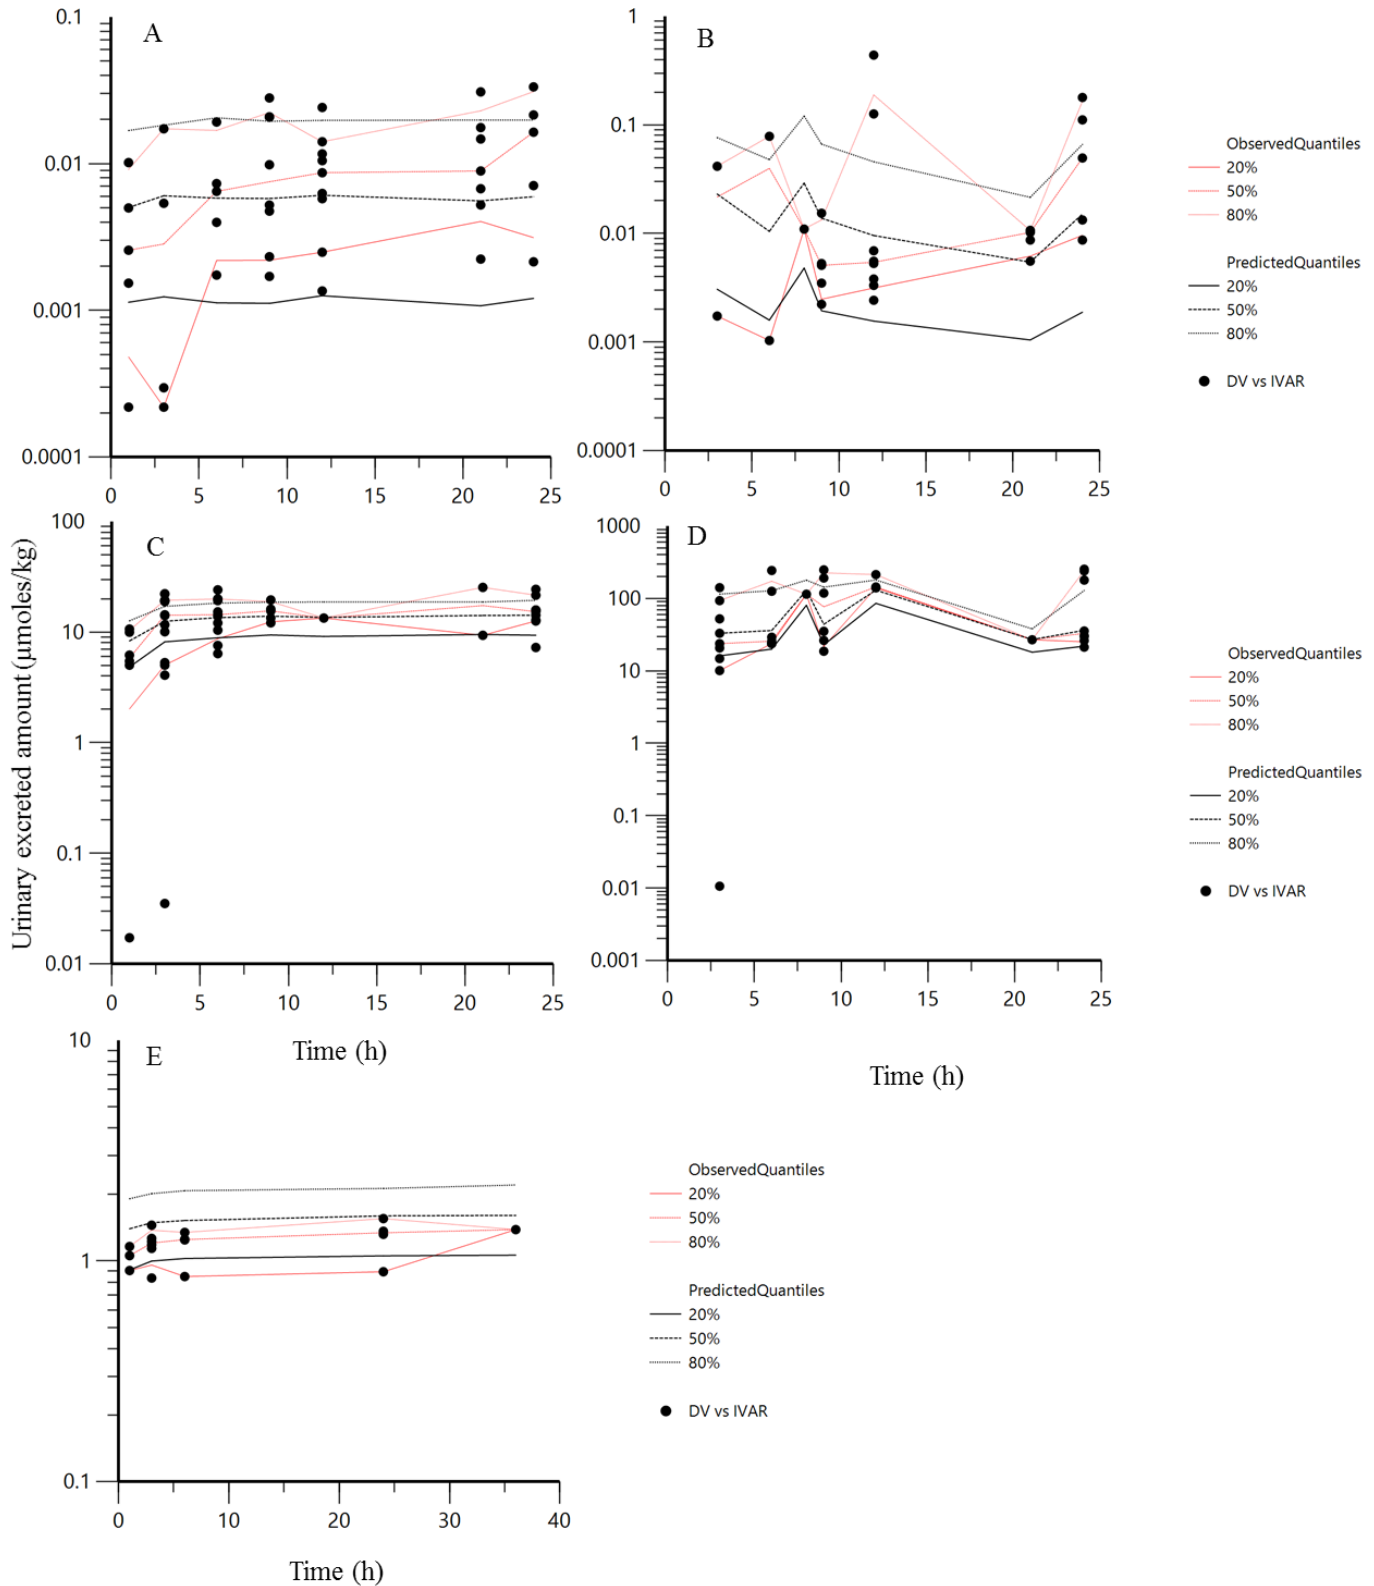 0.1
A
0.01
0.001
0.0001
0 5 10 15 20 25
1
B
0.1
0.01
0.001
0.0001
0 5 10 15 20 25
ObservedQuantiles
20%
50%
80%
PredictedQuantiles
20%
50%
80%
DV vs IVAR
Urinary excreted amount (µmoles/kg)
100
C
10
1
0.1
0.01
0 5 10 15 20 25
Time (h)
1000
D
100
10
1
0.1
0.01
0.001
0 5 10 15 20 25
Time (h)
ObservedQuantiles
20%
50%
80%
PredictedQuantiles
20%
50%
80%
DV vs IVAR
10
E
1
0.1
0 10 20 30 40
Time (h)
ObservedQuantiles
20%
50%
80%
PredictedQuantiles
20%
50%
80%
DV vs IVAR